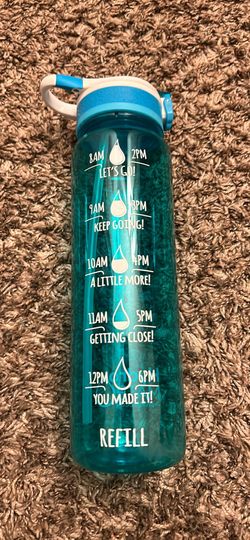 8AM 2PM
LET'S GO!
9AM 3PM
KEEP GOING!
10AM 4PM
A LITTLE MORE!
11AM 5PM
GETTING CLOSE!
12PM 6PM
YOU MADE IT!
REFILL